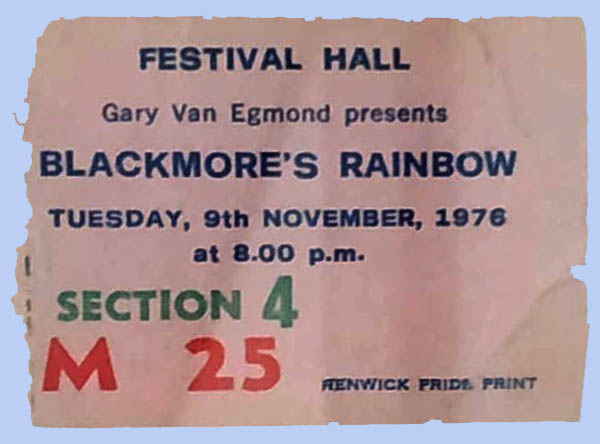 FESTIVAL HALL
Gary Van Egmond presents
BLACKMORE'S RAINBOW
TUESDAY, 9th NOVEMBER, 1976
at 8.00 p.m.
SECTION 4
M 25
RENWICK PRIDE PRINT